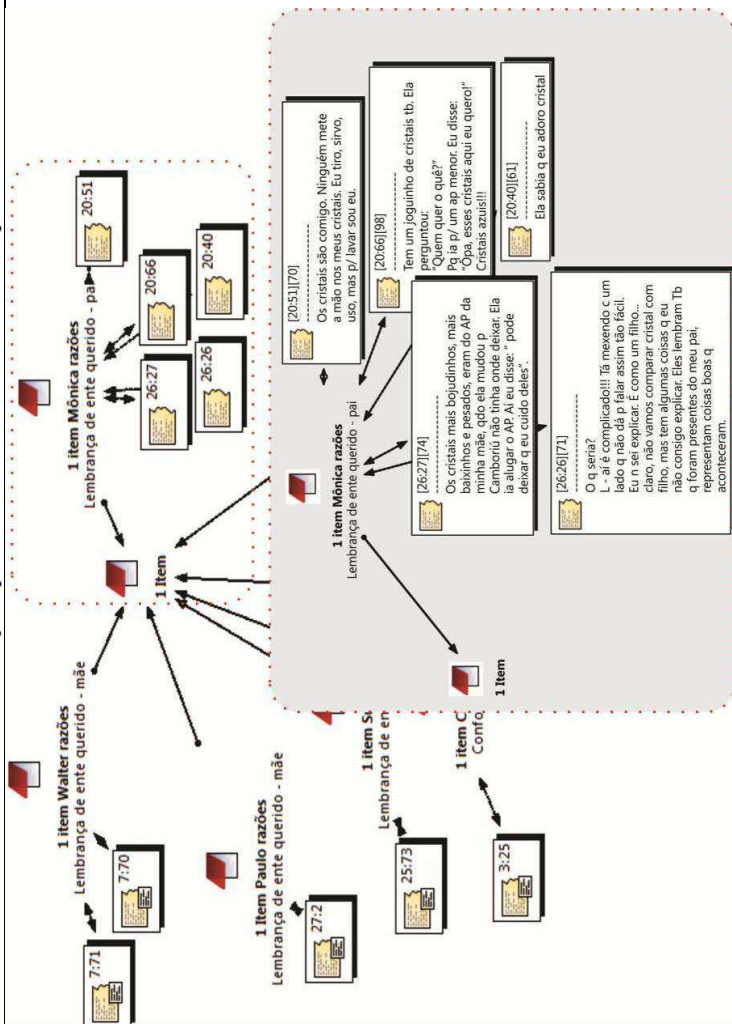 1 item Walter razões
Lembrança de ente querido - mãe
7:71
7:70
1 Item Paulo razões
Lembrança de ente querido - mãe
27:2
25:73
1 item S
Lembrança de en
3:25
1 item C
Confo
1 Item
1 item Mônica razões
Lembrança de ente querido - pa
26:27
20:66
20:51
26:26
20:40
1 item Mônica razões
Lembrança de ente querido - pai
1 Item
[20:51][70]
--------------------
Os cristais são comigo. Ninguém mete
a mão nos meus cristais. Eu tiro, sirvo,
uso, mas p/ lavar sou eu.
[20:66][98]
--------------------
Tem um joguinho de cristais tb. Ela
perguntou:
"Quem quer o quê?"
Pq ia p/ um ap menor. Eu disse:
"Opa, esses cristais aqui eu quero!"
Cristais azuis!!!
[20:40][61]
--------------------
Ela sabia q eu adoro cristal
[26:27][74]
--------------------
Os cristais mais bojudinhos, mais
baixinhos e pesados, eram do AP da
minha mãe, qdo ela mudou p
Camboriú não tinha onde deixar. Ela
ia alugar o AP. Aí eu disse: " pode
deixar q eu cuido deles".
[26:26][71]
--------------------
O q seria?
L - ai é complicado!!! Tá mexendo c um
lado q não dá p falar assim tão fácil.
Eu n sei explicar. É como um filho...
claro, não vamos comparar cristal com
filho, mas tem algumas coisas q eu
não consigo explicar. Eles lembram Tb
q foram presentes do meu pai,
representam coisas boas q
aconteceram.